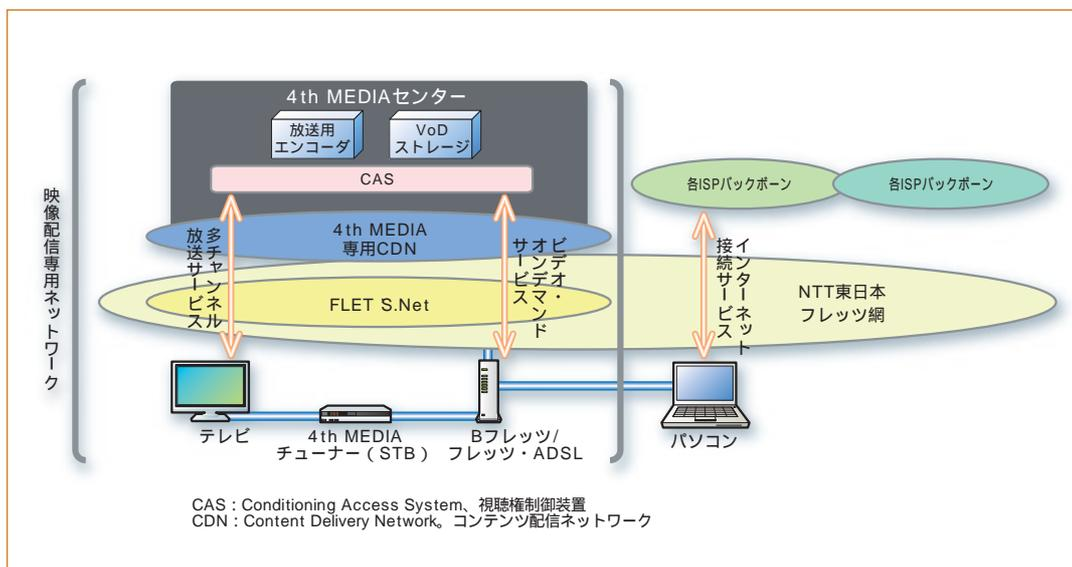 4th MEDIAセンター
放送用
エンコーダ
VoD
ストレージ
CAS
各ISPバックボーン
各ISPバックボーン
映像配信専用ネットワーク
4th MEDIA
専用CDN
多チャンネル
放送サービス
ビデオ・
オンデマンド
サービス
インターネット
接続サービス
FLET S.Net
NTT東日本
フレッツ網
テレビ
4th MEDIA
チューナー（STB）
Bフレッツ/
フレッツ・ADSL
パソコン
CAS：Conditioning Access System、視聴権制御装置
CDN：Content Delivery Network。コンテンツ配信ネットワーク